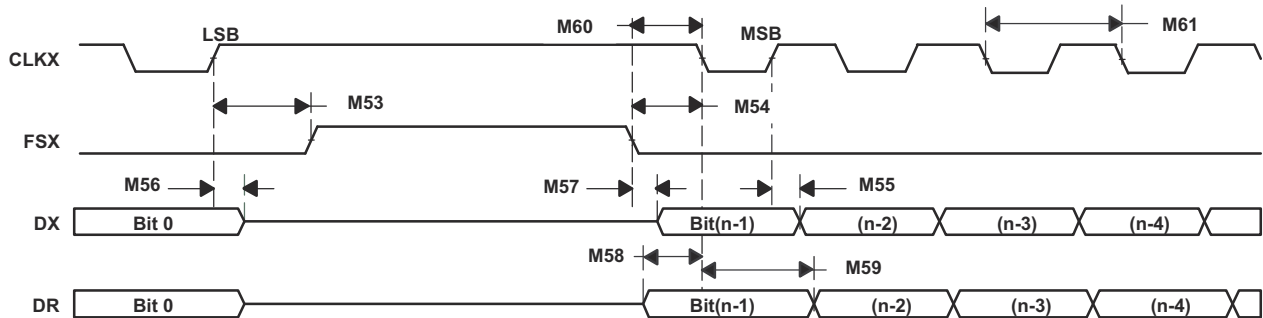 LSB M60 MSB M61
CLKX
M53 M54
FSX
M56 M57 M55
DX Bit 0 Bit(n-1) (n-2) (n-3) (n-4)
M58 M59
DR Bit 0 Bit(n-1) (n-2) (n-3) (n-4)